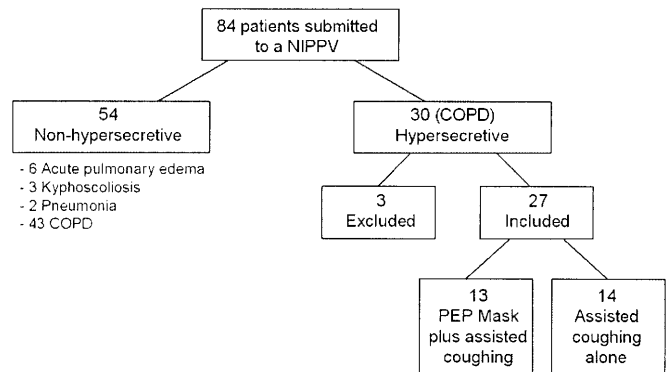 84 patients submitted
to a NIPPV
54
Non-hypersecretive
30 (COPD)
Hypersecretive
- 6 Acute pulmonary edema
- 3 Kyphoscoliosis
- 2 Pneumonia
- 43 COPD
3
Excluded
27
Included
13
PEP Mask
plus assisted
coughing
14
Assisted
coughing
alone